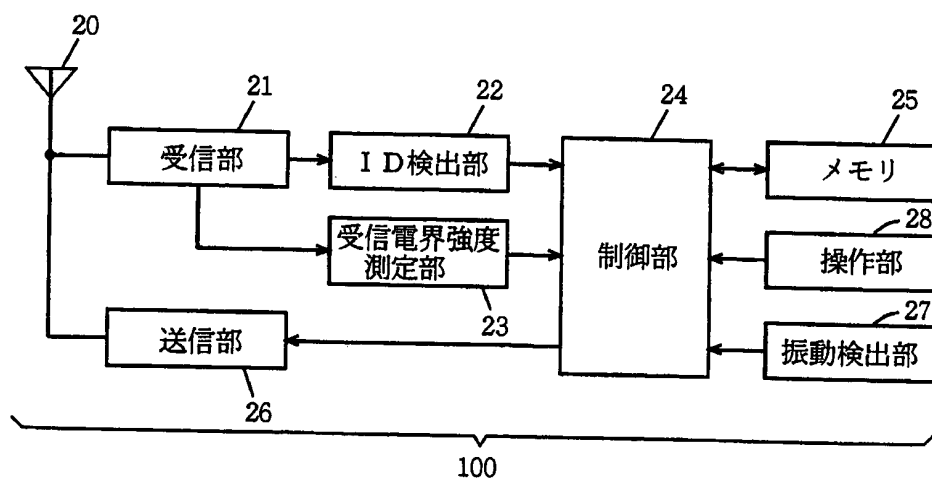 20
21
受信部
22
ＩＤ検出部
24
制御部
25
メモリ
受信電界強度
測定部
23
28
操作部
送信部
26
27
振動検出部
100